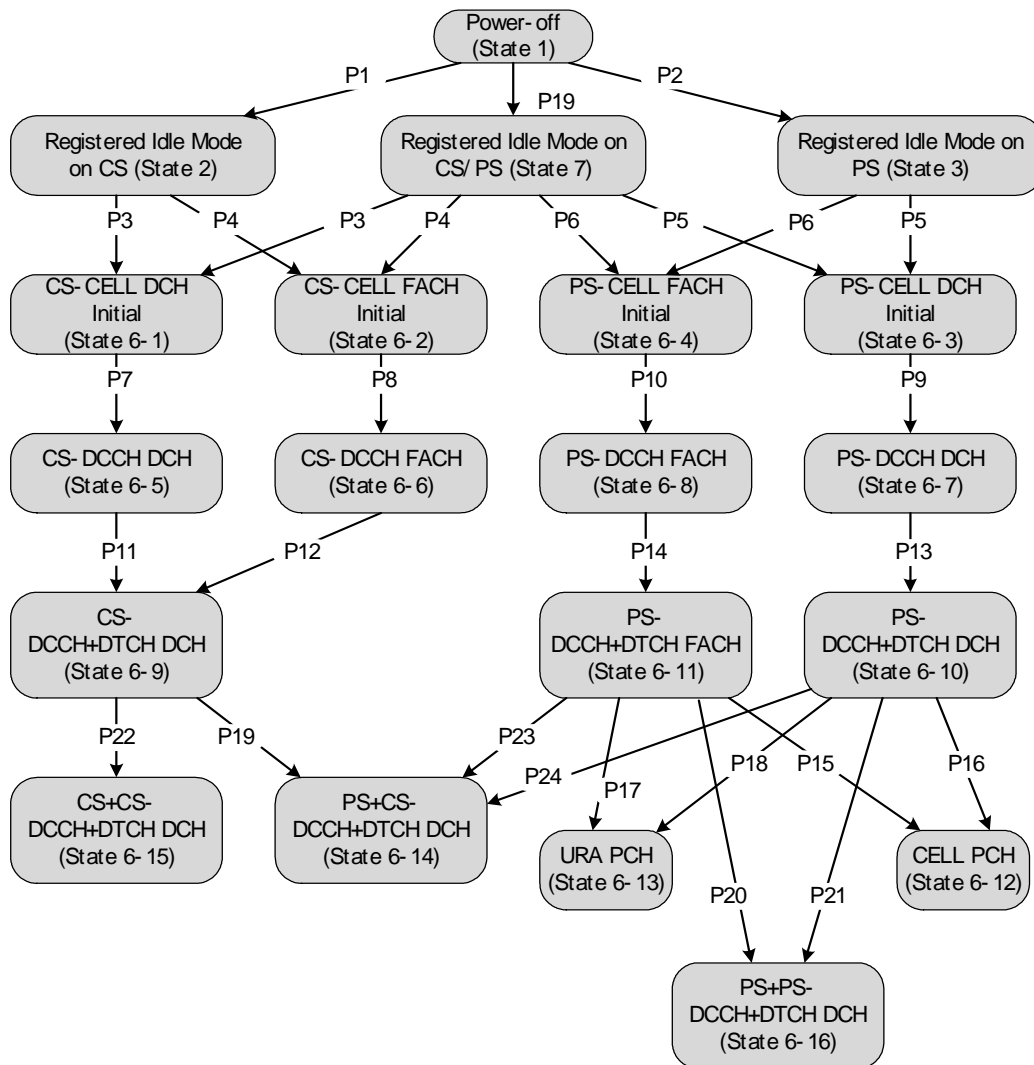 Power- off
(State 1)
P1
P19
P2
Registered Idle Mode
on CS (State 2)
Registered Idle Mode on
CS/ PS (State 7)
Registered Idle Mode on
PS (State 3)
P3
P4
P3
P4
P6
P5
P6
P5
CS- CELL DCH
Initial
(State 6- 1)
CS- CELL FACH
Initial
(State 6- 2)
PS- CELL FACH
Initial
(State 6- 4)
PS- CELL DCH
Initial
(State 6- 3)
P7
P8
P10
P9
CS- DCCH DCH
(State 6- 5)
CS- DCCH FACH
(State 6- 6)
PS- DCCH FACH
(State 6- 8)
PS- DCCH DCH
(State 6- 7)
P11
P12
P14
P13
CS-
DCCH+DTCH DCH
(State 6- 9)
PS-
DCCH+DTCH FACH
(State 6- 11)
PS-
DCCH+DTCH DCH
(State 6- 10)
P22
P19
P23
P24
P17
P18
P15
P16
CS+CS-
DCCH+DTCH DCH
(State 6- 15)
PS+CS-
DCCH+DTCH DCH
(State 6- 14)
URA PCH
(State 6- 13)
CELL PCH
(State 6- 12)
P20
P21
PS+PS-
DCCH+DTCH DCH
(State 6- 16)